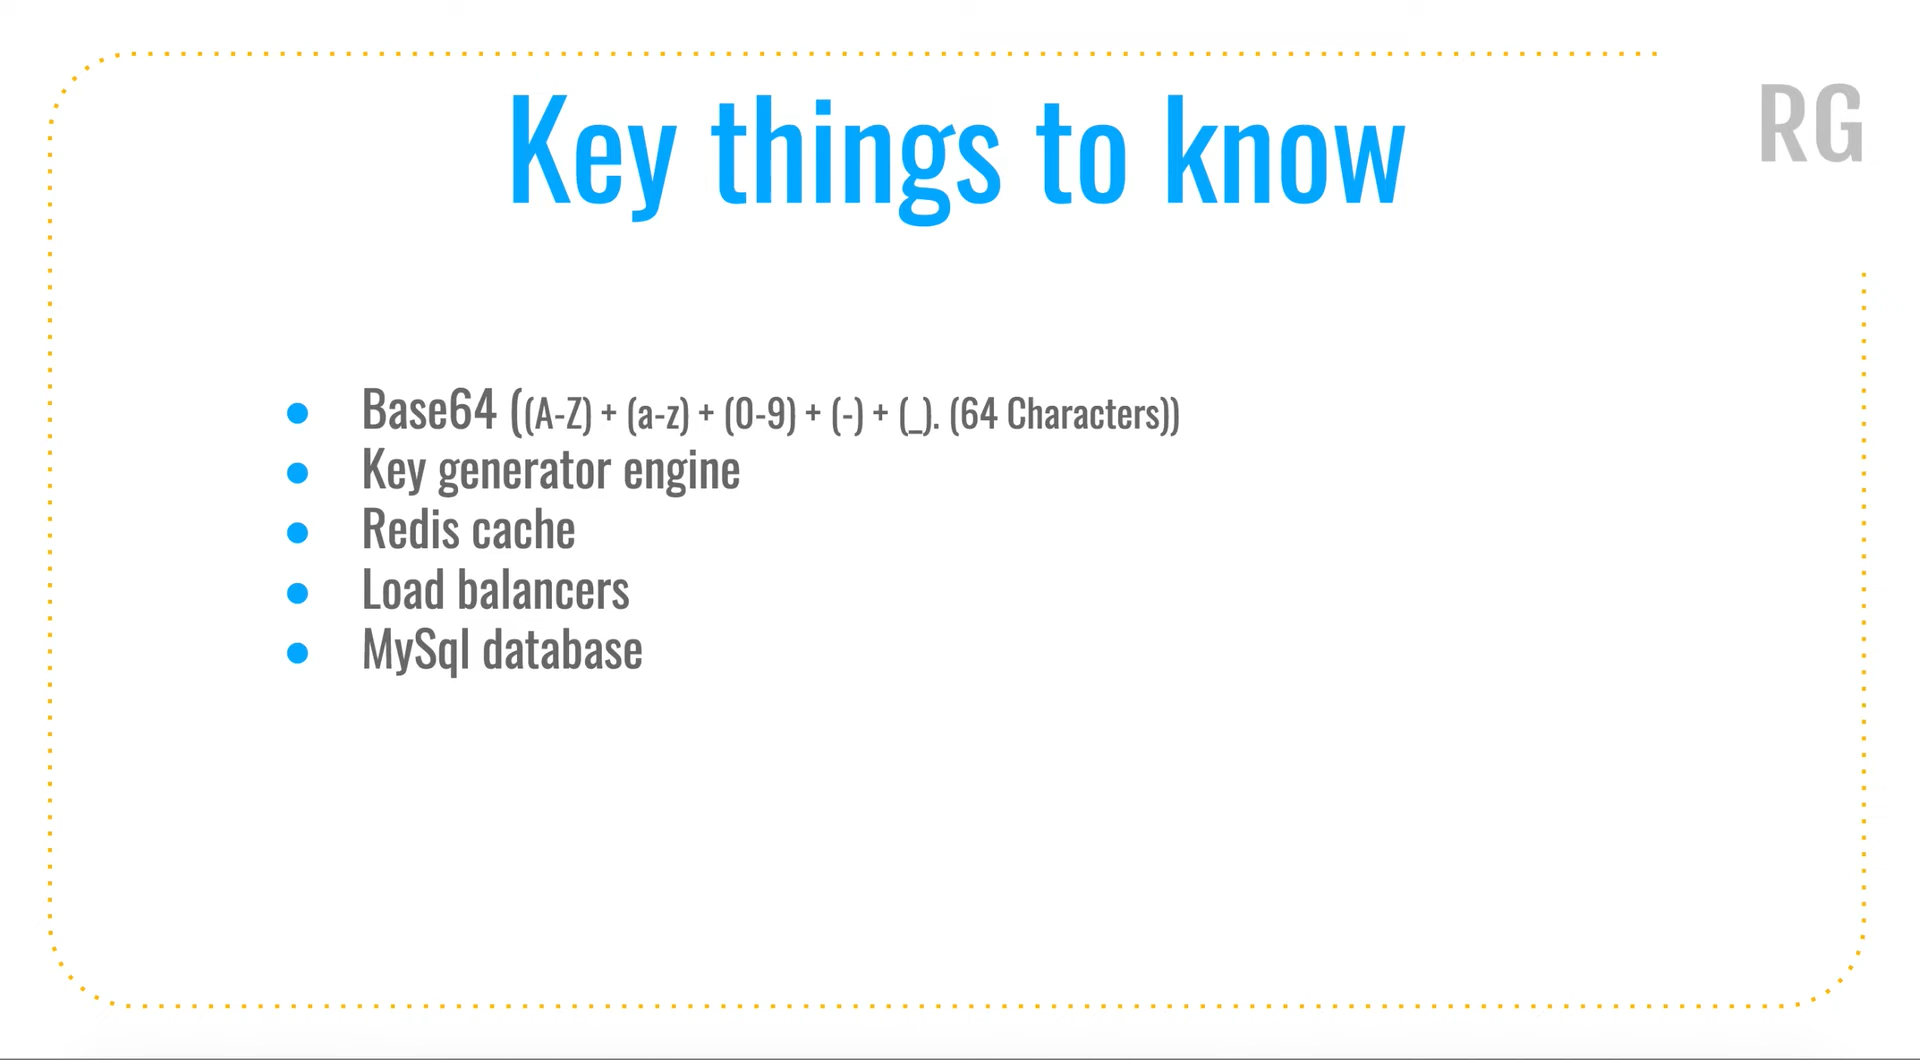 Key things to know
RG
● Base64 ((A-Z) + (a-z) + (0-9) + (-) + (_). (64 Characters))
● Key generator engine
● Redis cache
● Load balancers
● MySql database